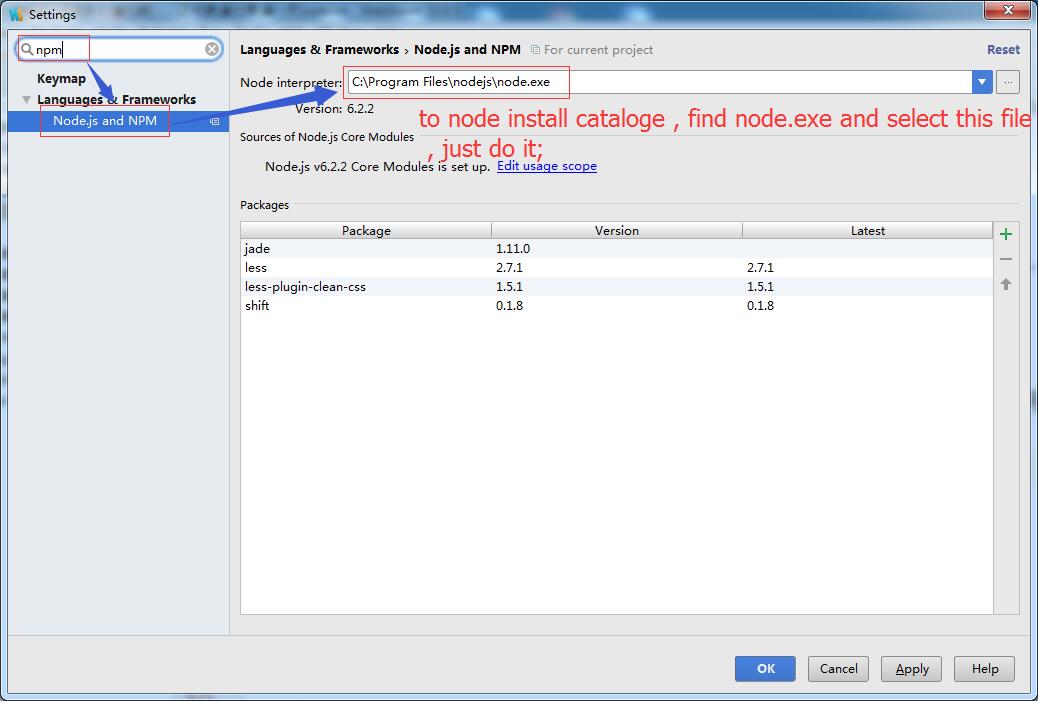 Settings
npm
Keymap
Languages & Frameworks
Node.js and NPM
Languages & Frameworks › Node.js and NPM For current project Reset
Node interpreter: C:\Program Files\nodejs\node.exe ...
Version: 6.2.2
to node install cataloge , find node.exe and select this file
, just do it;
Sources of Node.js Core Modules
Node.js v6.2.2 Core Modules is set up. Edit usage scope
Packages
Package Version Latest
jade 1.11.0
less 2.7.1 2.7.1
less-plugin-clean-css 1.5.1 1.5.1
shift 0.1.8 0.1.8
OK Cancel Apply Help